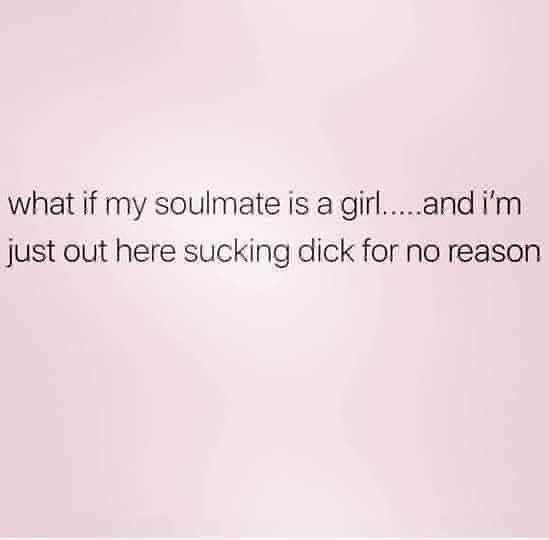 what if my soulmate is a girl.....and i'm
just out here sucking dick for no reason